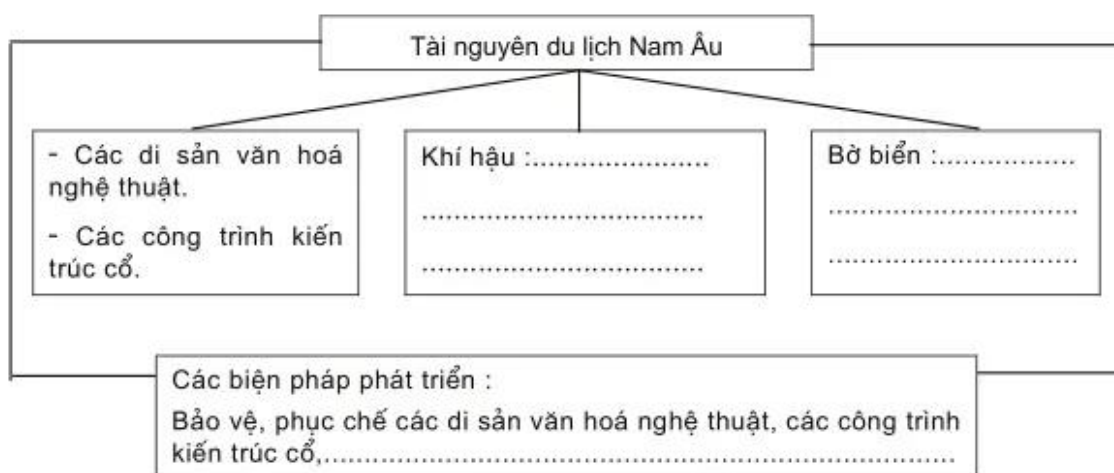 Tài nguyên du lịch Nam Âu
- Các di sản văn hoá
nghệ thuật.
- Các công trình kiến
trúc cổ.
Khí hậu :.......................
.....................................
.....................................
Bờ biển :..................
................................
................................
Các biện pháp phát triển :
Bảo vệ, phục chế các di sản văn hoá nghệ thuật, các công trình
kiến trúc cổ,...................................................................................